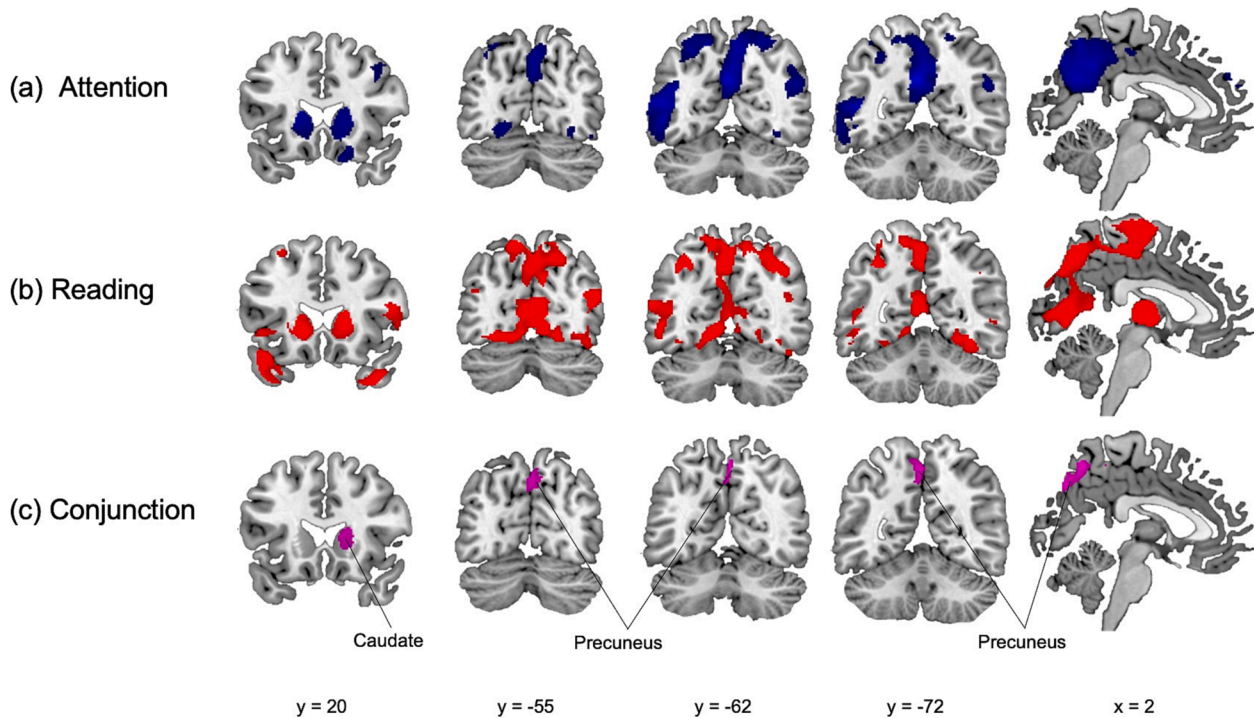 (a) Attention
(b) Reading
(c) Conjunction
Caudate
Precuneus
Precuneus
y = 20
y = -55
y = -62
y = -72
x = 2